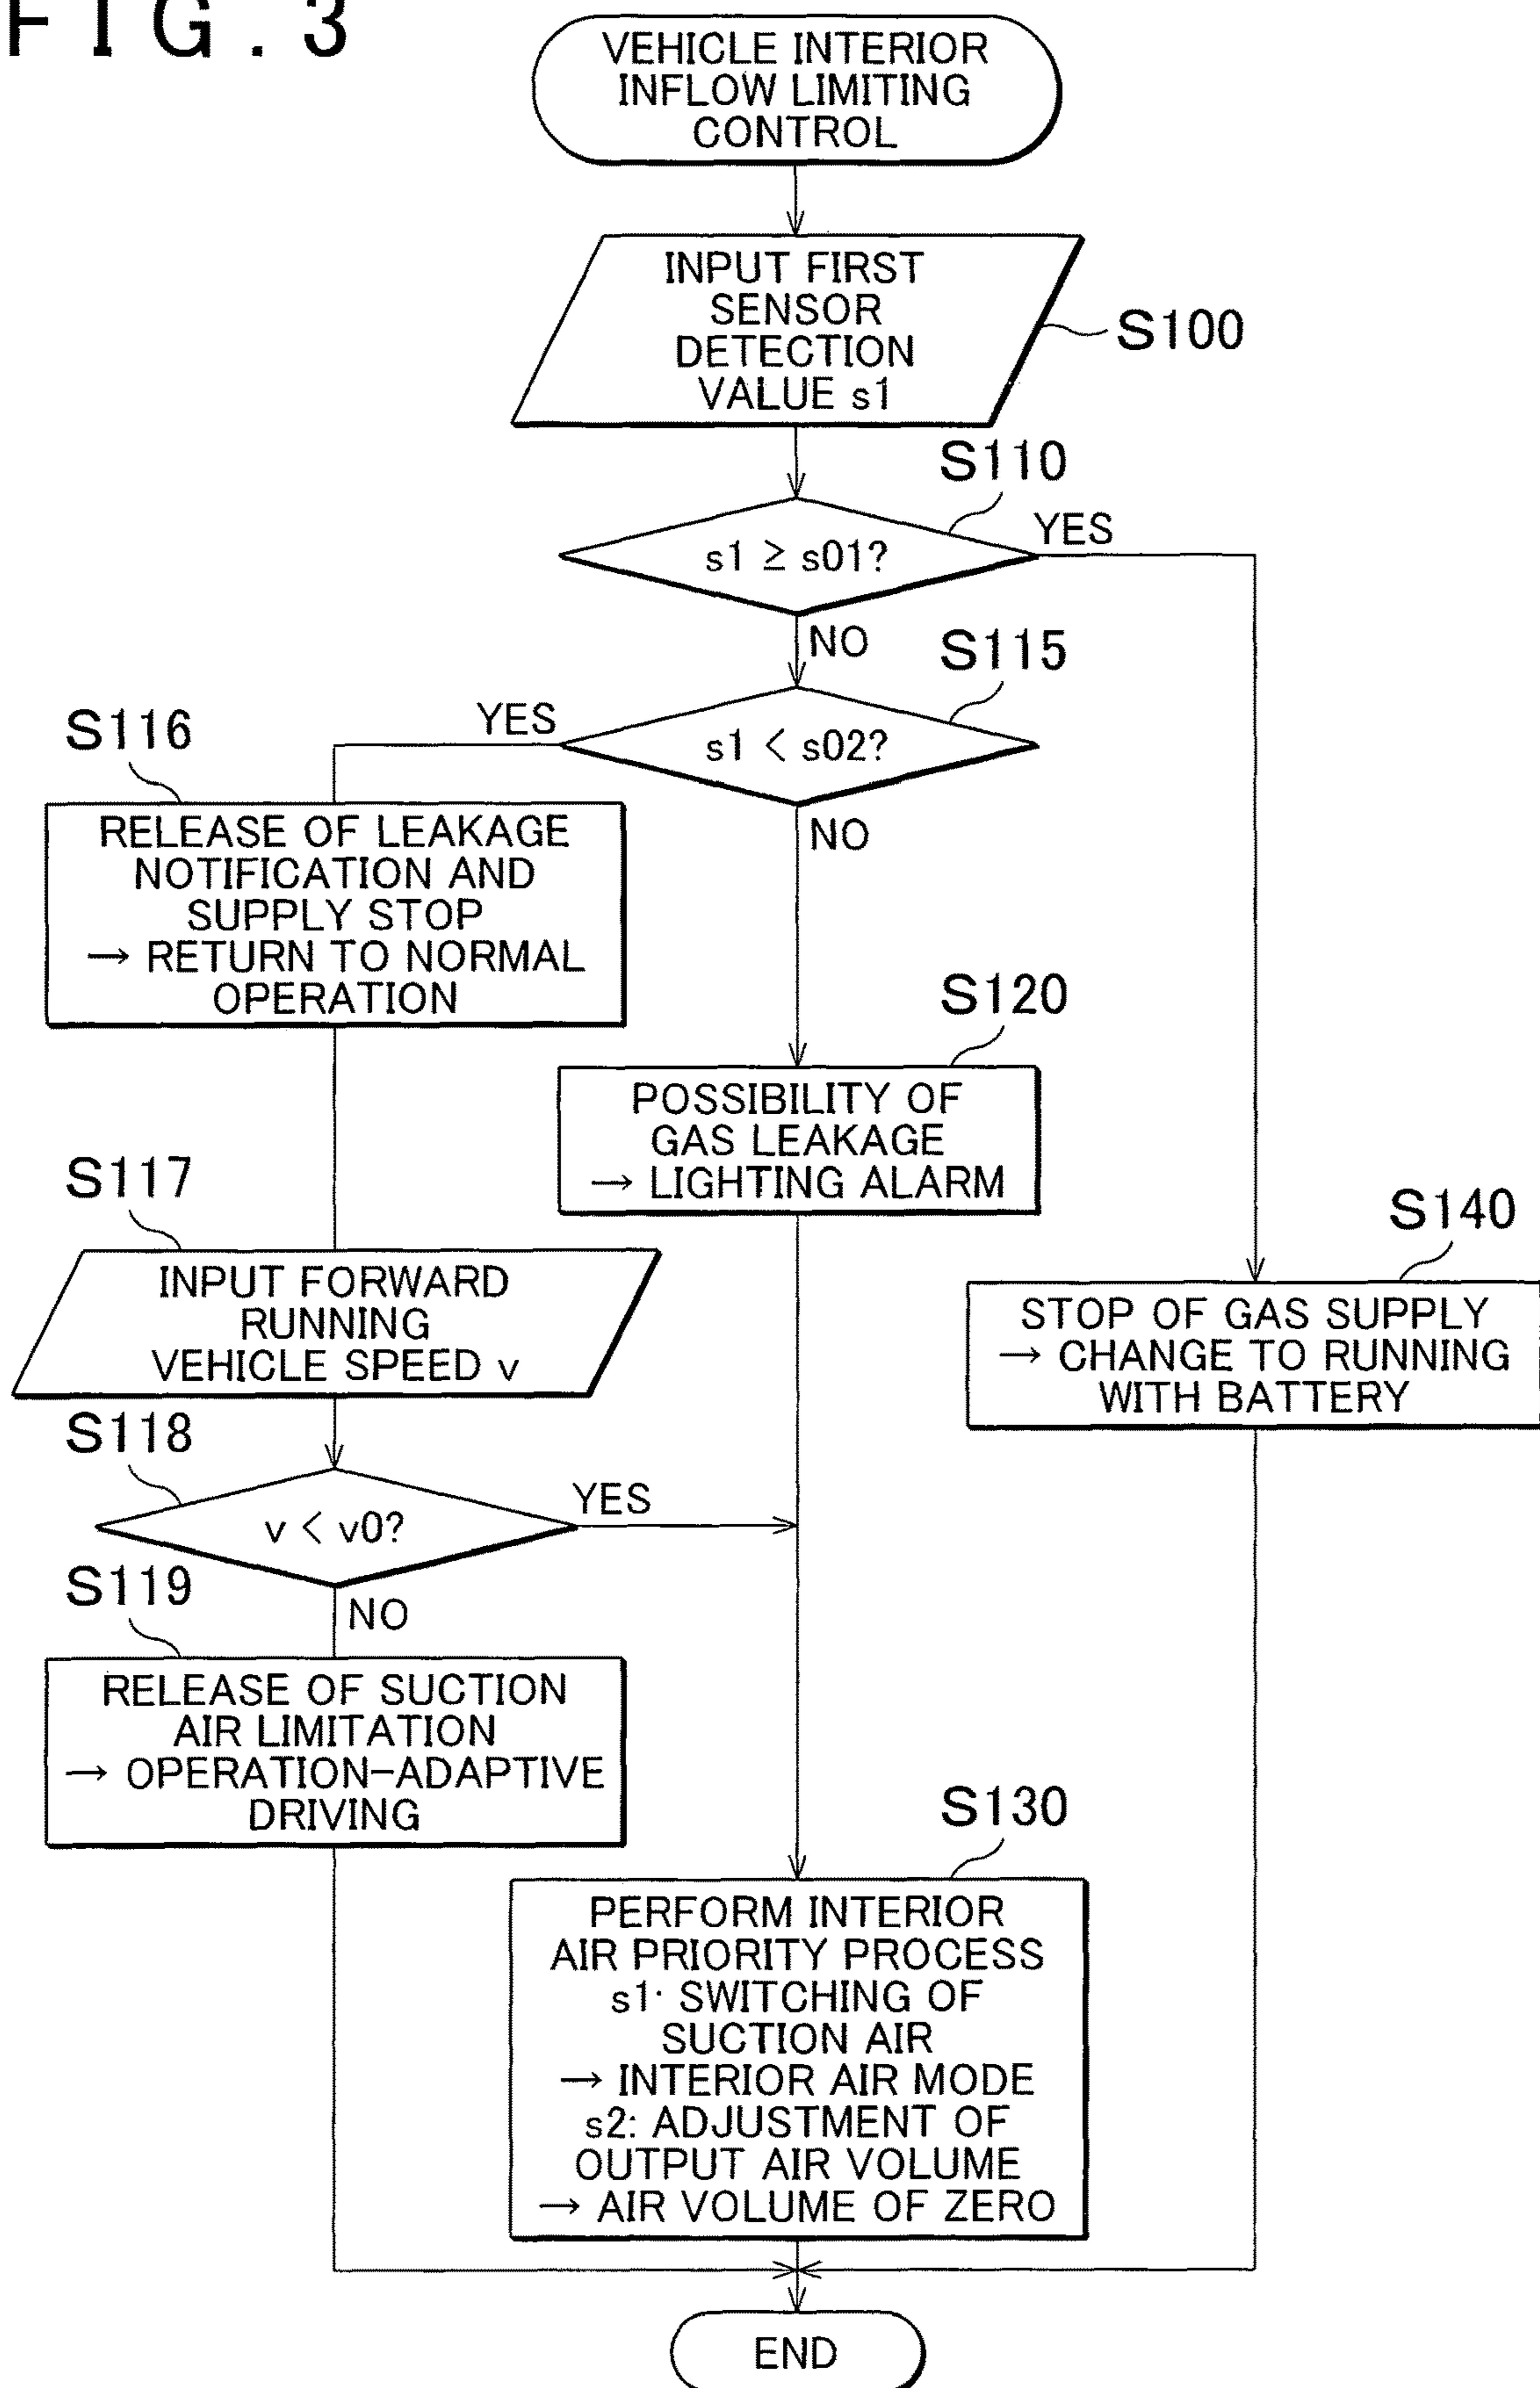 FIG. 3
VEHICLE INTERIOR
INFLOW LIMITING
CONTROL
INPUT FIRST
SENSOR
DETECTION
VALUE s1
S100
S110
s1 ≥ s01?
YES
NO
S115
s1 < s02?
YES
NO
S116
RELEASE OF LEAKAGE
NOTIFICATION AND
SUPPLY STOP
→ RETURN TO NORMAL
OPERATION
S120
POSSIBILITY OF
GAS LEAKAGE
→ LIGHTING ALARM
S117
INPUT FORWARD
RUNNING
VEHICLE SPEED v
S140
STOP OF GAS SUPPLY
→ CHANGE TO RUNNING
WITH BATTERY
S118
v < v0?
YES
NO
S119
RELEASE OF SUCTION
AIR LIMITATION
→ OPERATION-ADAPTIVE
DRIVING
S130
PERFORM INTERIOR
AIR PRIORITY PROCESS
s1· SWITCHING OF
SUCTION AIR
→ INTERIOR AIR MODE
s2: ADJUSTMENT OF
OUTPUT AIR VOLUME
→ AIR VOLUME OF ZERO
END